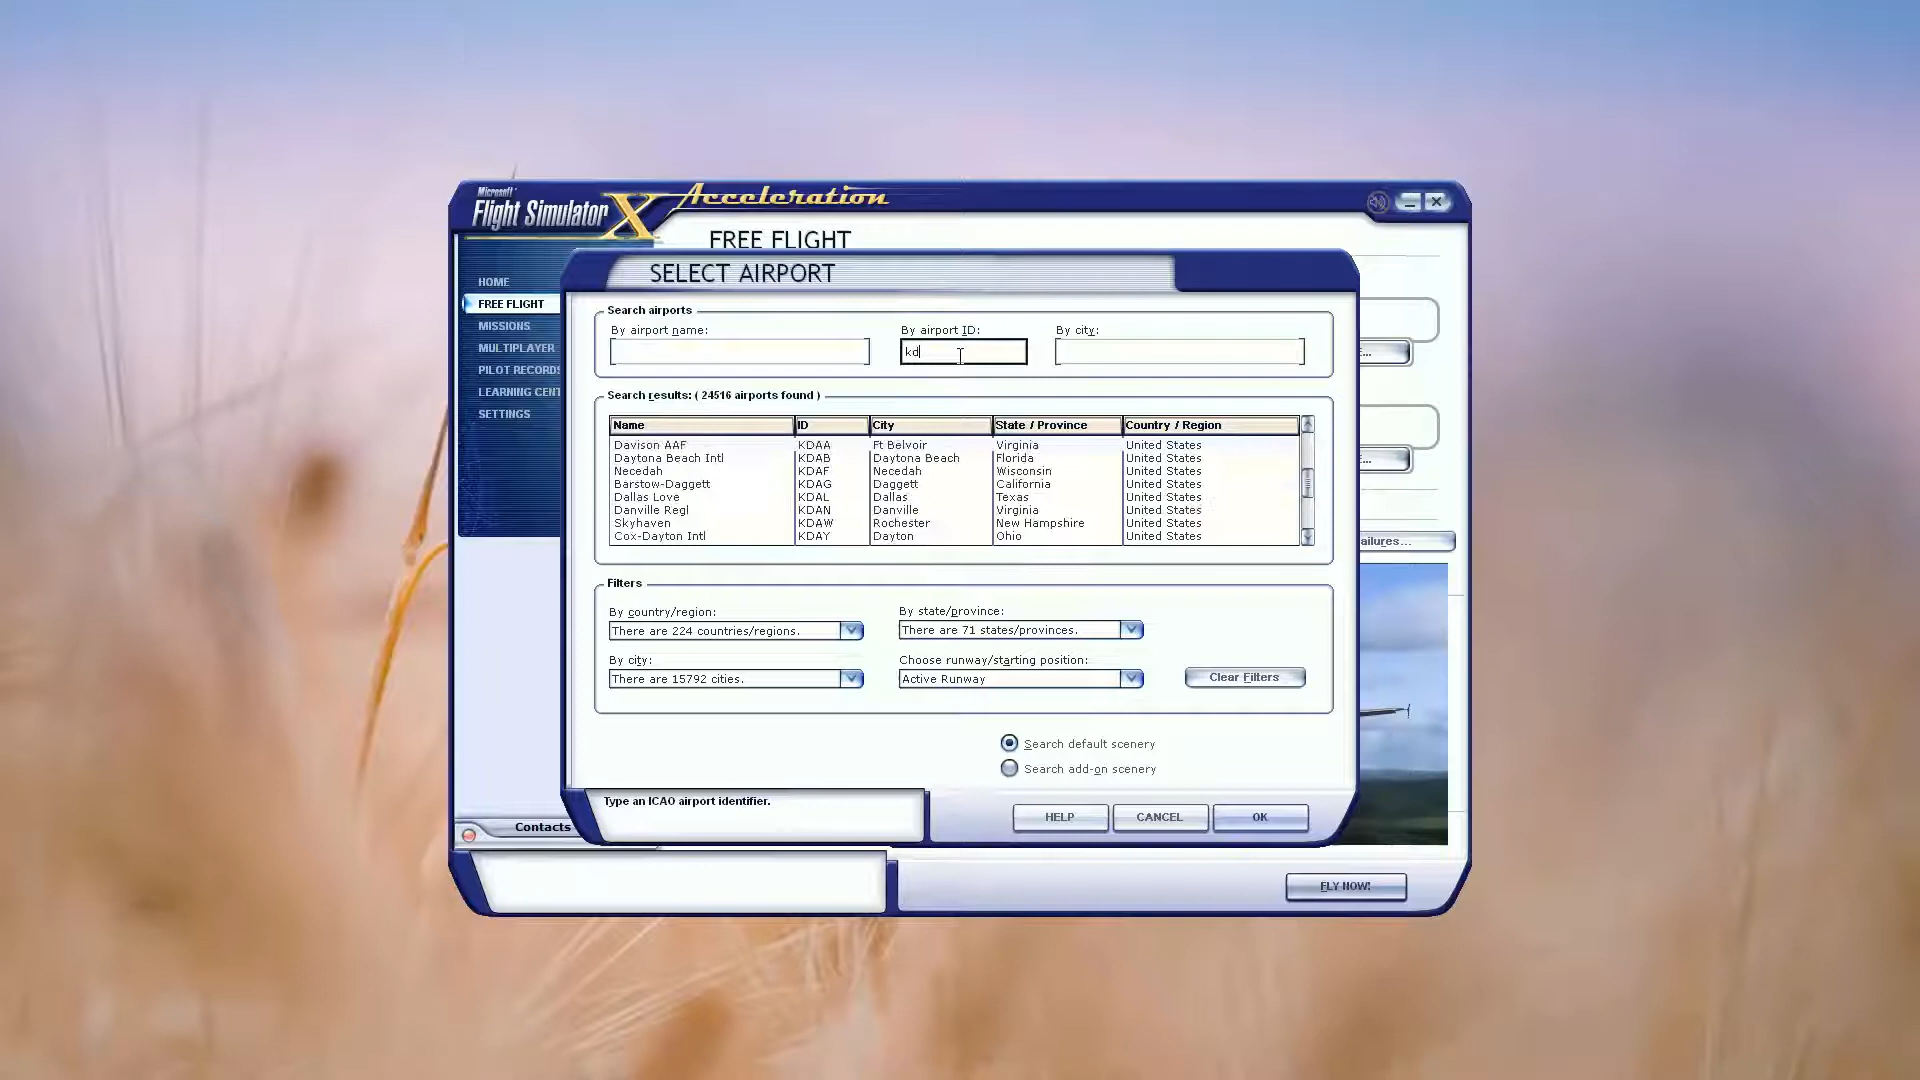 Microsoft
Flight Simulator X Acceleration
FREE FLIGHT
SELECT AIRPORT
HOME
FREE FLIGHT
MISSIONS
MULTIPLAYER
PILOT RECORDS
LEARNING CENT
SETTINGS
Search airports
By airport name:
By airport ID:
By city:
kd
E...
Search results: ( 24516 airports found )
Name ID City State / Province Country / Region
Davison AAF KDAA Ft Belvoir Virginia United States
Daytona Beach Intl KDAB Daytona Beach Florida United States
Necedah KDAF Necedah Wisconsin United States
Barstow-Daggett KDAG Daggett California United States
Dallas Love KDAL Dallas Texas United States
Danville Regl KDAN Danville Virginia United States
Skyhaven KDAW Rochester New Hampshire United States
Cox-Dayton Intl KDAY Dayton Ohio United States
E...
ailures...
Filters
By country/region:
There are 224 countries/regions.
By state/province:
There are 71 states/provinces.
By city:
There are 15792 cities.
Choose runway/starting position:
Active Runway
Clear Filters
Search default scenery
Search add-on scenery
Type an ICAO airport identifier.
HELP
CANCEL
OK
Contacts
FLY NOW!